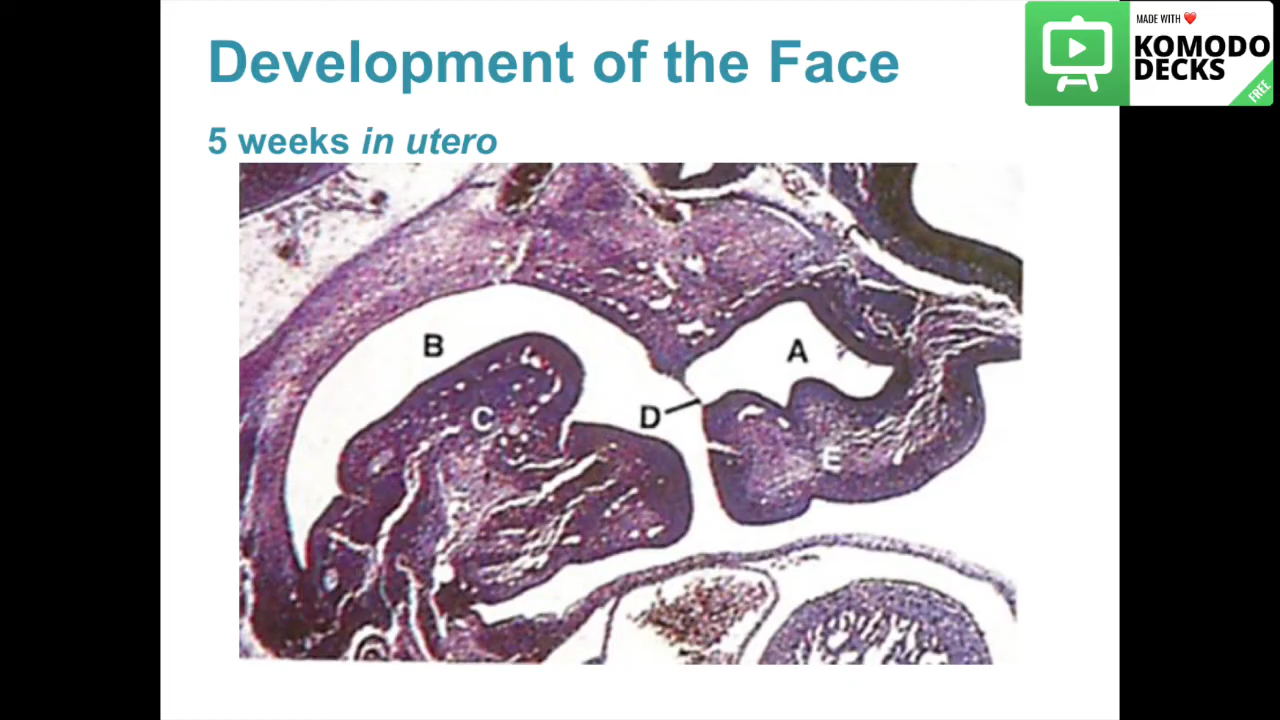 Development of the Face
MADE WITH ❤️
KOMODO
DECKS
FREE
5 weeks in utero
B
A
C
D
E